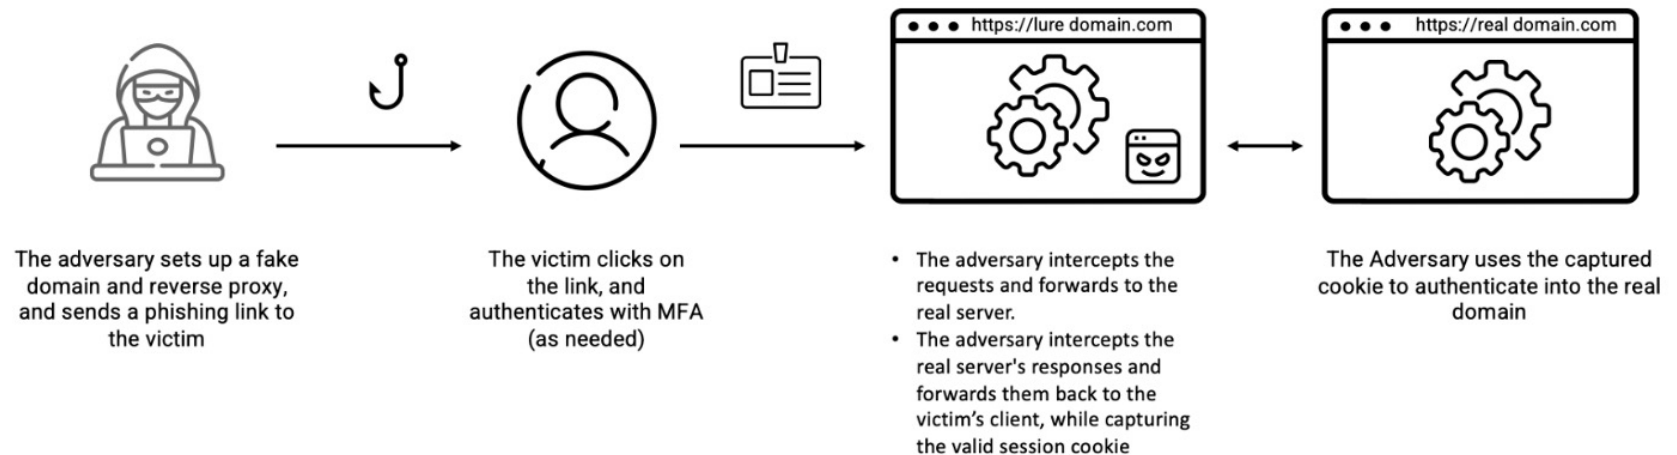 https://lure domain.com
https://real domain.com
The adversary sets up a fake
domain and reverse proxy,
and sends a phishing link to
the victim
The victim clicks on
the link, and
authenticates with MFA
(as needed)
• The adversary intercepts the
requests and forwards to the
real server.
• The adversary intercepts the
real server's responses and
forwards them back to the
victim’s client, while capturing
the valid session cookie
The Adversary uses the captured
cookie to authenticate into the real
domain